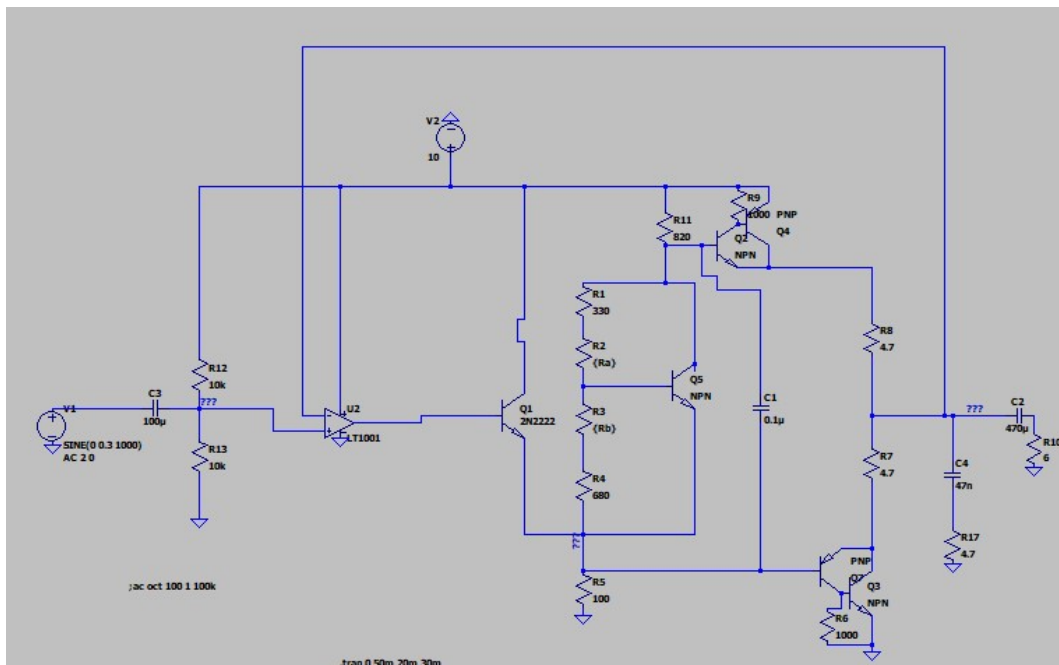 V2
10
R9
1000
PNP
Q4
R11
820
Q2
NPN
R1
330
R8
4.7
R2
{Ra}
R12
10k
Q5
NPN
C3
???
V1
100µ
U2
LT1001
Q1
2N2222
C1
0.1µ
???
C2
470µ
R10
6
R3
{Rb}
SINE(0 0.3 1000)
AC 2 0
R13
10k
R7
4.7
C4
47n
R4
680
???
R17
4.7
PNP
Q7
Q3
NPN
R5
100
R6
1000
;ac oct 100 1 100k
.tran 0 50m 20m 30m